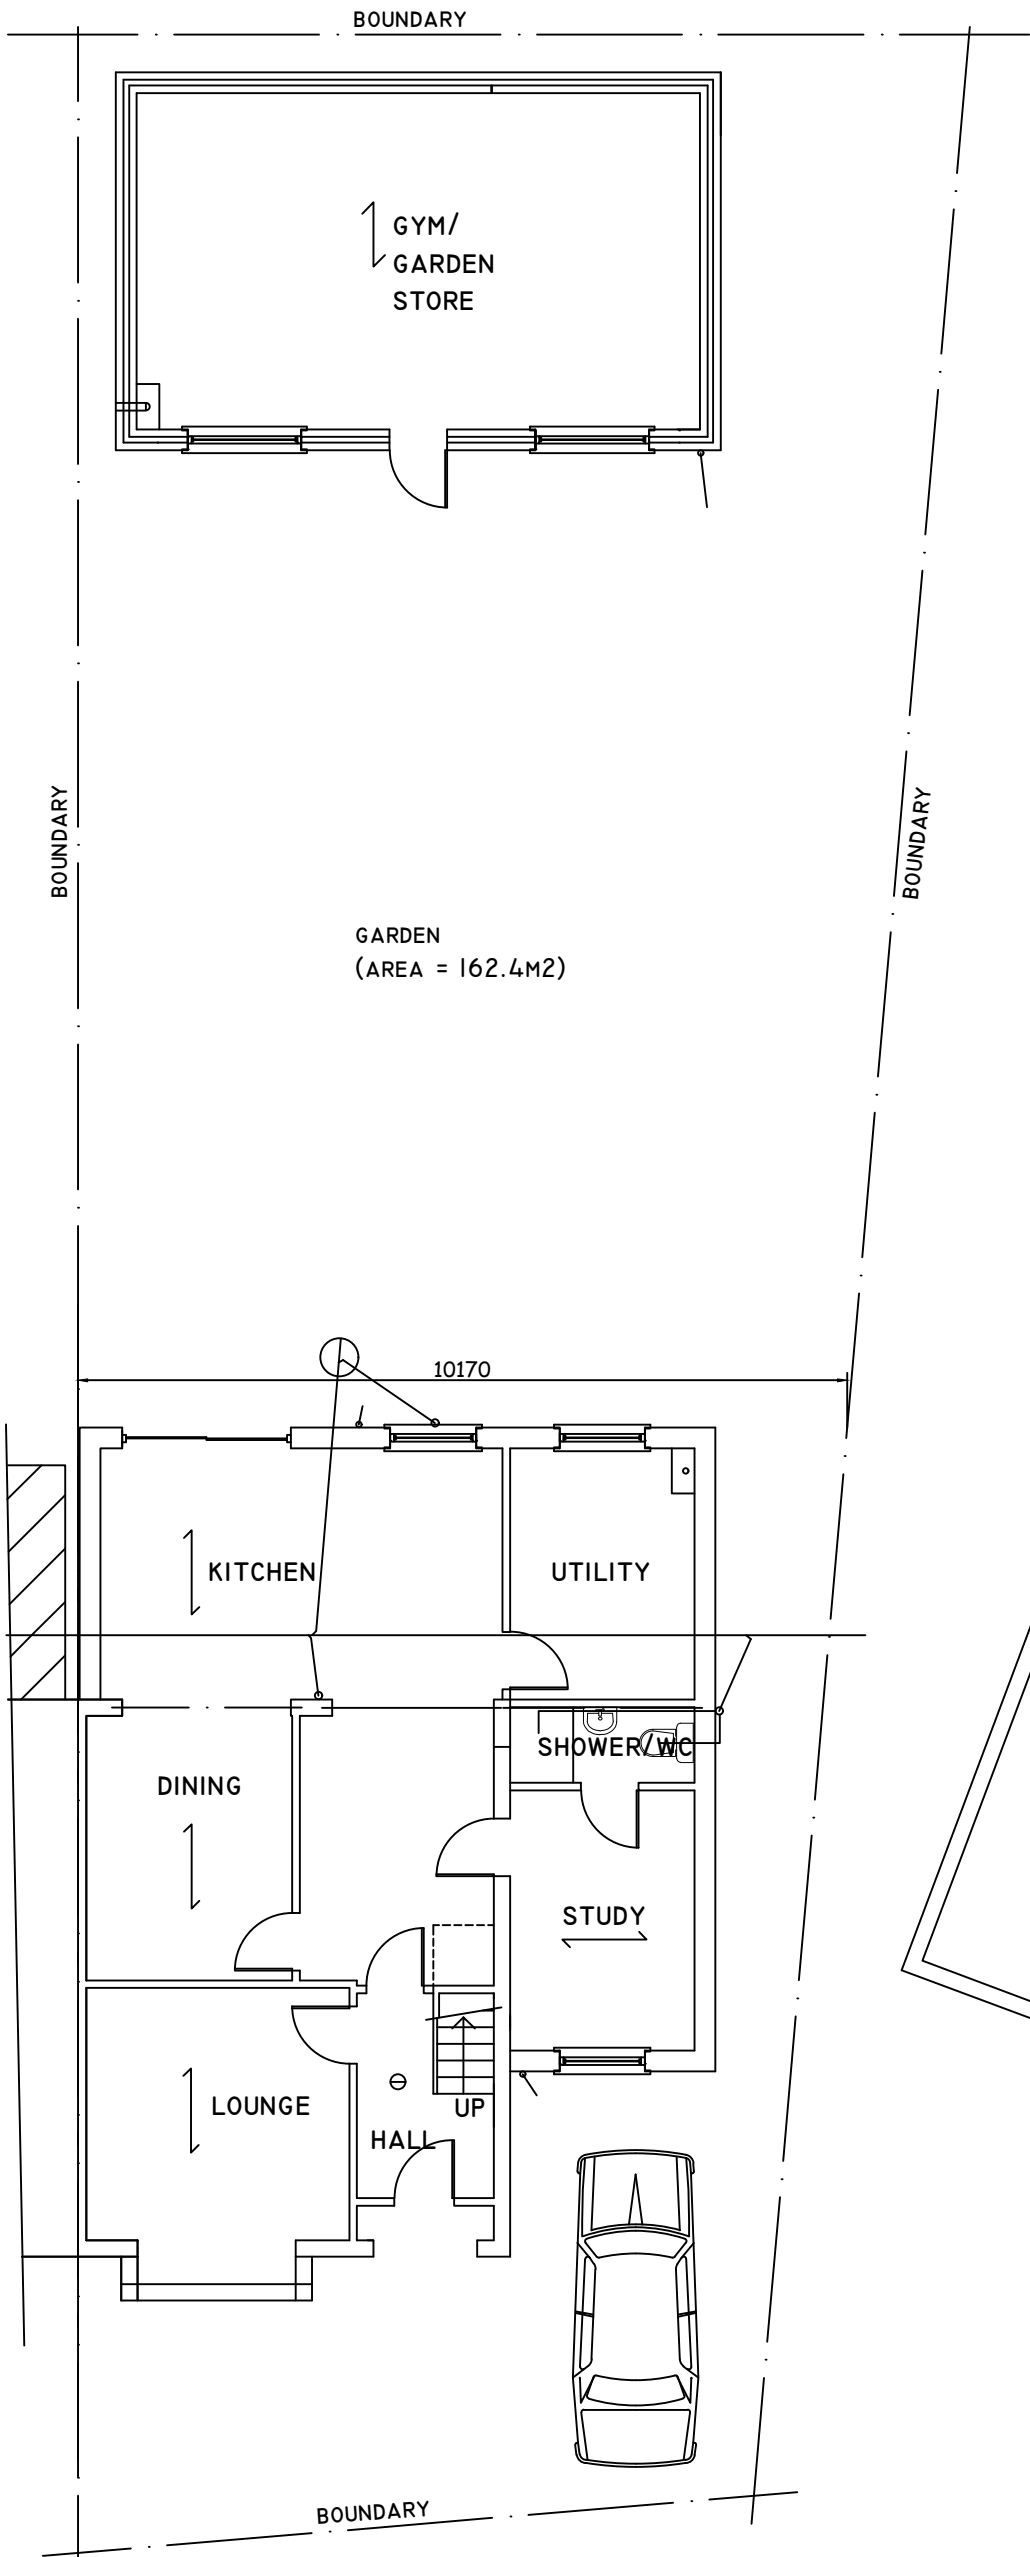 BOUNDARY
GYM/
GARDEN
STORE
BOUNDARY
BOUNDARY
GARDEN
(AREA = 162.4M2)
10170
KITCHEN
UTILITY
SHOWER/WC
DINING
STUDY
LOUNGE
UP
HALL
BOUNDARY